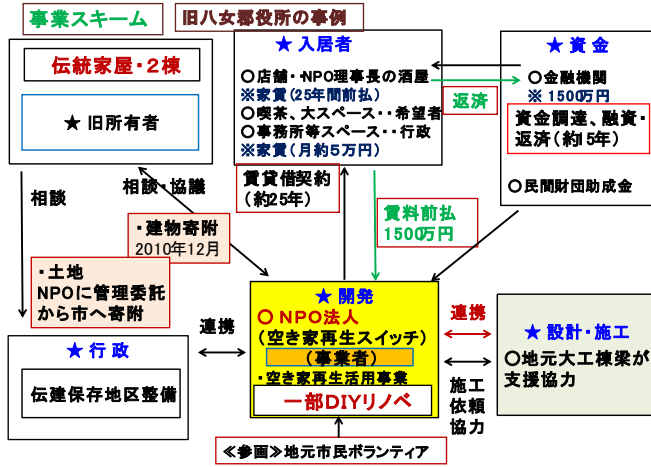 事業スキーム
旧八女郡役所の事例
伝統家屋・２棟
★ 旧所有者
★ 入居者
○店舗・・NPO理事長の酒屋
※家賃（25年間前払）
○喫茶、大スペース・・希望者
○事務所等スペース・・行政
※家賃（月約５万円）
★ 資金
○金融機関
※ 1500万円
資金調達、融資・
返済（約15年）
○民間財団助成金
返済
相談
相談・協議
賃貸借契約
（約25年）
賃料前払
1500万円
・建物寄附
2010年12月
・土地
NPOに管理委託
から市へ寄附
★ 行政
伝建保存地区整備
連携
★ 開発
○ ＮＰＯ法人
（空き家再生スイッチ）
（事業者）
・空き家再生活用事業
一部DIYリノベ
連携
施工
依頼
協力
★ 設計・施工
○地元大工棟梁が
支援協力
≪参画≫地元市民ボランティア